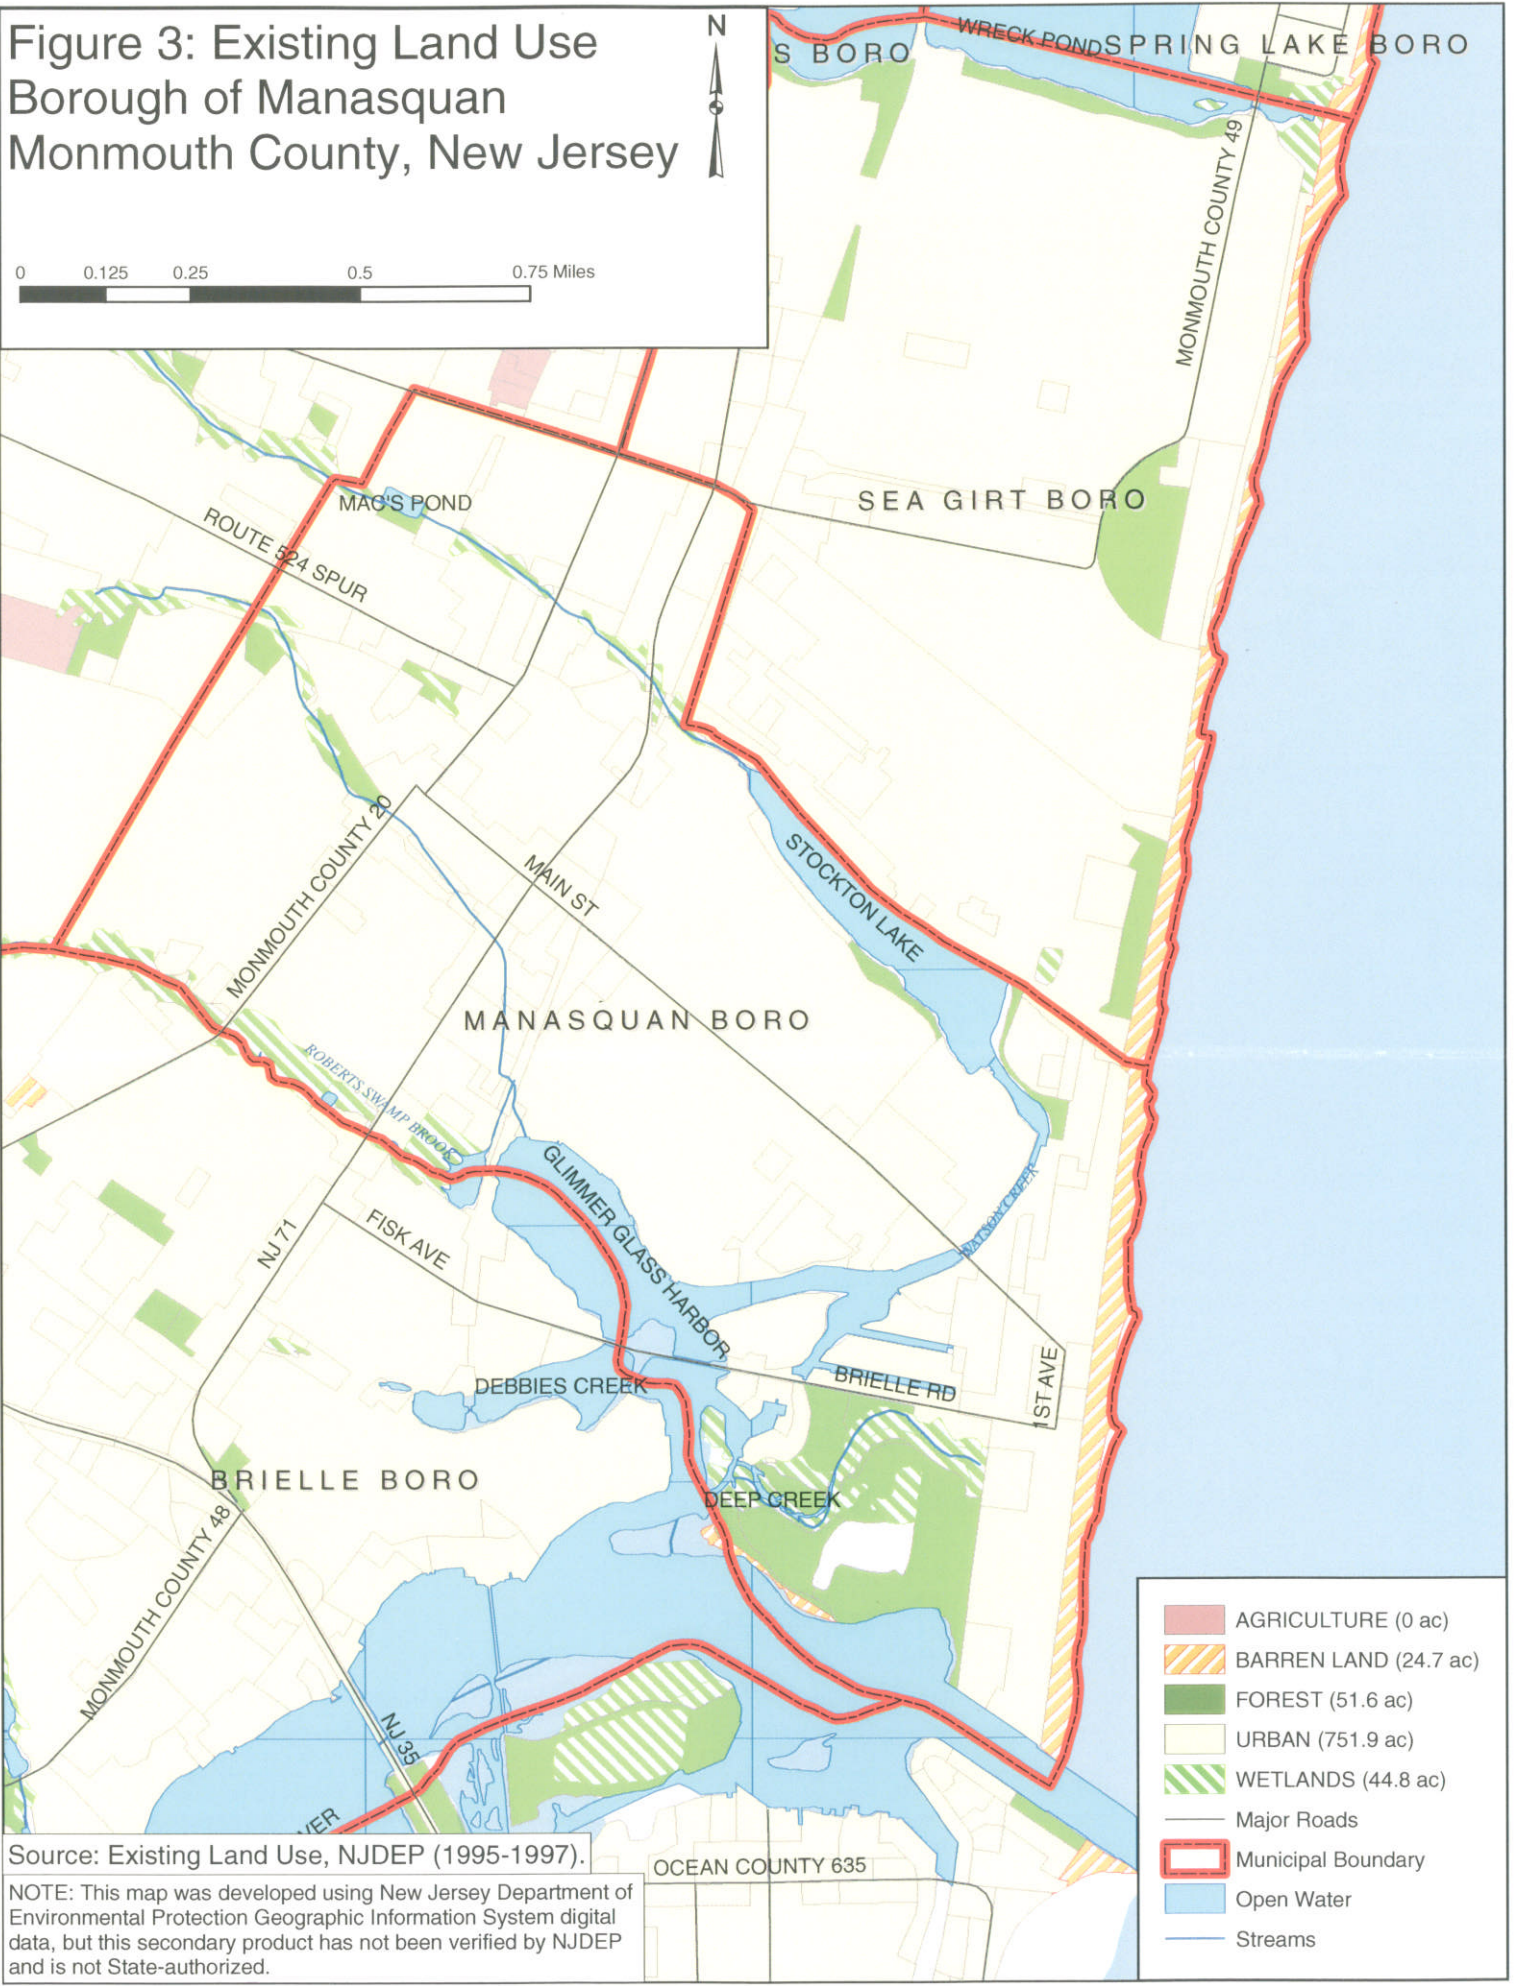 Figure 3: Existing Land Use
Borough of Manasquan
Monmouth County, New Jersey
N
0 0.125 0.25 0.5 0.75 Miles
S BORO
WRECK POND
SPRING LAKE BORO
MONMOUTH COUNTY 49
MAC'S POND
SEA GIRT BORO
ROUTE 524 SPUR
MONMOUTH COUNTY 20
MAIN ST
STOCKTON LAKE
MANASQUAN BORO
ROBERTS SWAMP BROOK
GLIMMER GLASS HARBOR
WATSON CREEK
NJ 71
FISK AVE
DEBBIES CREEK
BRIELLE RD
1ST AVE
BRIELLE BORO
DEEP CREEK
MONMOUTH COUNTY 48
NJ 35
VER
OCEAN COUNTY 635
AGRICULTURE (0 ac)
BARREN LAND (24.7 ac)
FOREST (51.6 ac)
URBAN (751.9 ac)
WETLANDS (44.8 ac)
Major Roads
Municipal Boundary
Open Water
Streams
Source: Existing Land Use, NJDEP (1995-1997).
NOTE: This map was developed using New Jersey Department of
Environmental Protection Geographic Information System digital
data, but this secondary product has not been verified by NJDEP
and is not State-authorized.